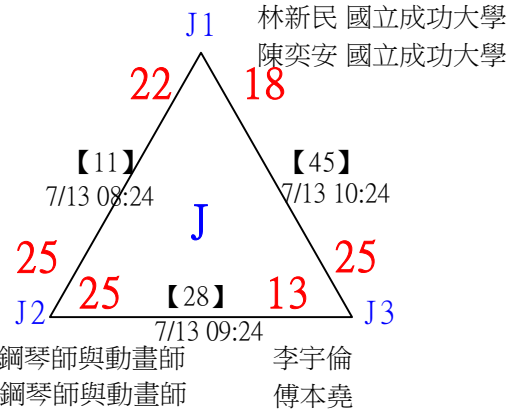 J1
林新民 國立成功大學
陳奕安 國立成功大學
22 18
【11】 【45】
7/13 08:24 7/13 10:24
J
25 25
25 【28】 13
J2 J3
7/13 09:24
鋼琴師與動畫師 李宇倫
鋼琴師與動畫師 傅本堯